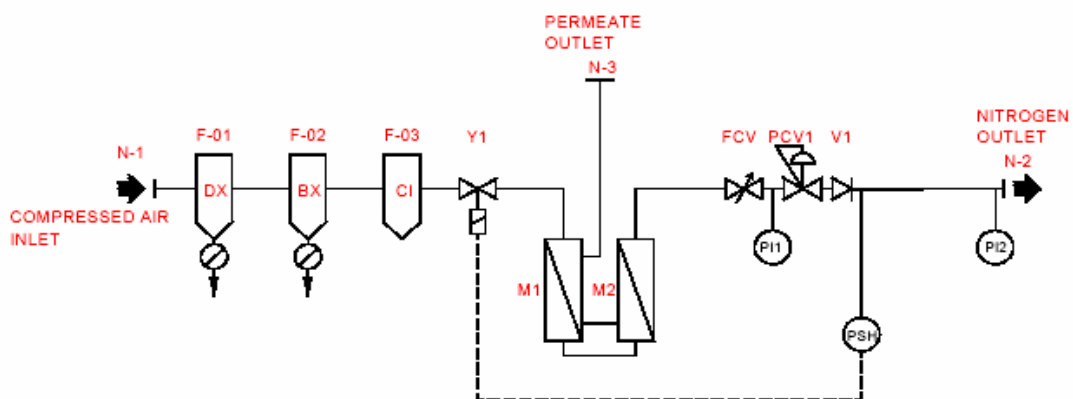 PERMEATE
OUTLET
N-3
F-01
F-02
F-03
Y1
FCV
PCV1
V1
NITROGEN
OUTLET
N-2
N-1
DX
BX
CI
COMPRESSED AIR
INLET
PI1
PI2
M1
M2
PSH